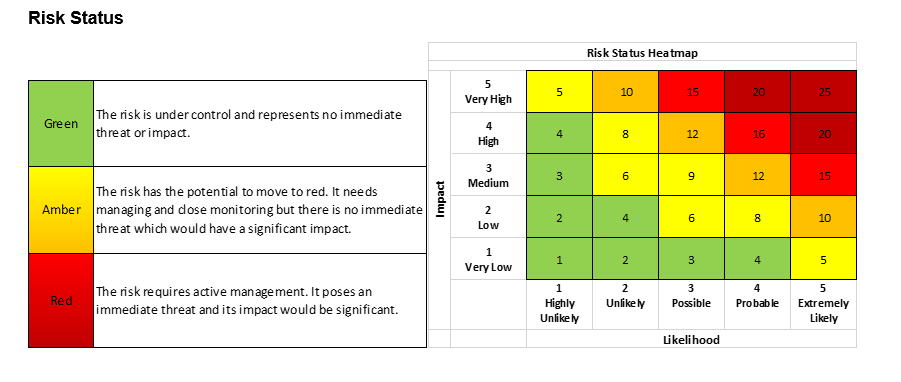 Risk Status
Green
The risk is under control and represents no immediate
threat or impact.
Amber
The risk has the potential to move to red. It needs
managing and close monitoring but there is no immediate
threat which would have a significant impact.
Red
The risk requires active management. It poses an
immediate threat and its impact would be significant.
Risk Status Heatmap
Impact
5
Very High
5 10 15 20 25
4
High
4 8 12 16 20
3
Medium
3 6 9 12 15
2
Low
2 4 6 8 10
1
Very Low
1 2 3 4 5
1 2 3 4 5
Highly Unlikely Possible Probable Extremely
Unlikely Likely
Likelihood